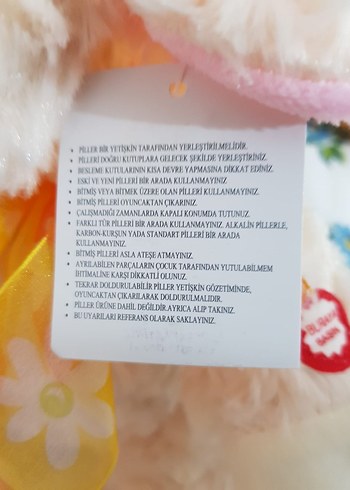 • PİLLER BİR YETİŞKİN TARAFINDAN YERLEŞTİRİLMELİDİR.
• PİLLERİ DOĞRU KUTUPLARA GELECEK ŞEKİLDE YERLEŞTİRİNİZ.
• BESLEME KUTULARININ KISA DEVRE YAPMASINA DİKKAT EDİNİZ.
• ESKİ VE YENİ PİLLERİ BİR ARADA KULLANMAYINIZ.
• BİTMİŞ VEYA BİTMEK ÜZERE OLAN PİLLERİ KULLANMAYINIZ.
• BİTMİŞ PİLLERİ OYUNCAKTAN ÇIKARINIZ.
• ÇALIŞMADIĞI ZAMANLARDA KAPALI KONUMDA TUTUNUZ.
• FARKLI TÜR PİLLERİ BİR ARADA KULLANMAYINIZ. ALKALİN PİLLERLE,
KARBON-KURŞUN YADA STANDART PİLLERİ BİR ARADA
KULLANMAYINIZ.
• BİTMİŞ PİLLERİ ASLA ATEŞE ATMAYINIZ.
• AYRILABİLEN PARÇALARIN ÇOCUK TARAFINDAN YUTULABİLMEM
İHTİMALİNE KARŞI DİKKATLİ OLUNUZ.
• TEKRAR DOLDURULABİLİR PİLLER YETİŞKİN GÖZETİMİNDE,
OYUNCAKTAN ÇIKARILARAK DOLDURULMALIDIR.
• PİLLER ÜRÜNE DAHİL DEĞİLDİR AYRICA ALIP TAKINIZ.
• BU UYARILARI REFERANS OLARAK SAKLAYINIZ.
BURAYA
BASIN